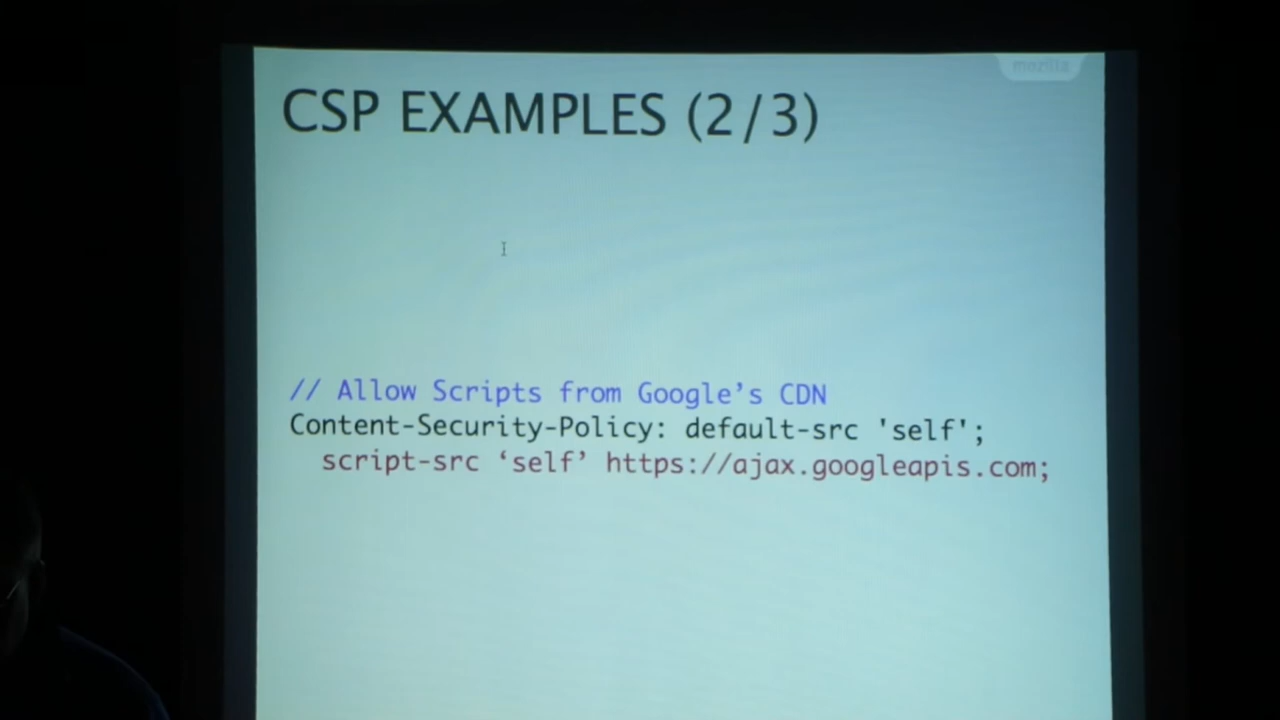 mozilla
CSP EXAMPLES (2/3)
// Allow Scripts from Google’s CDN
Content-Security-Policy: default-src 'self';
script-src ‘self’ https://ajax.googleapis.com;